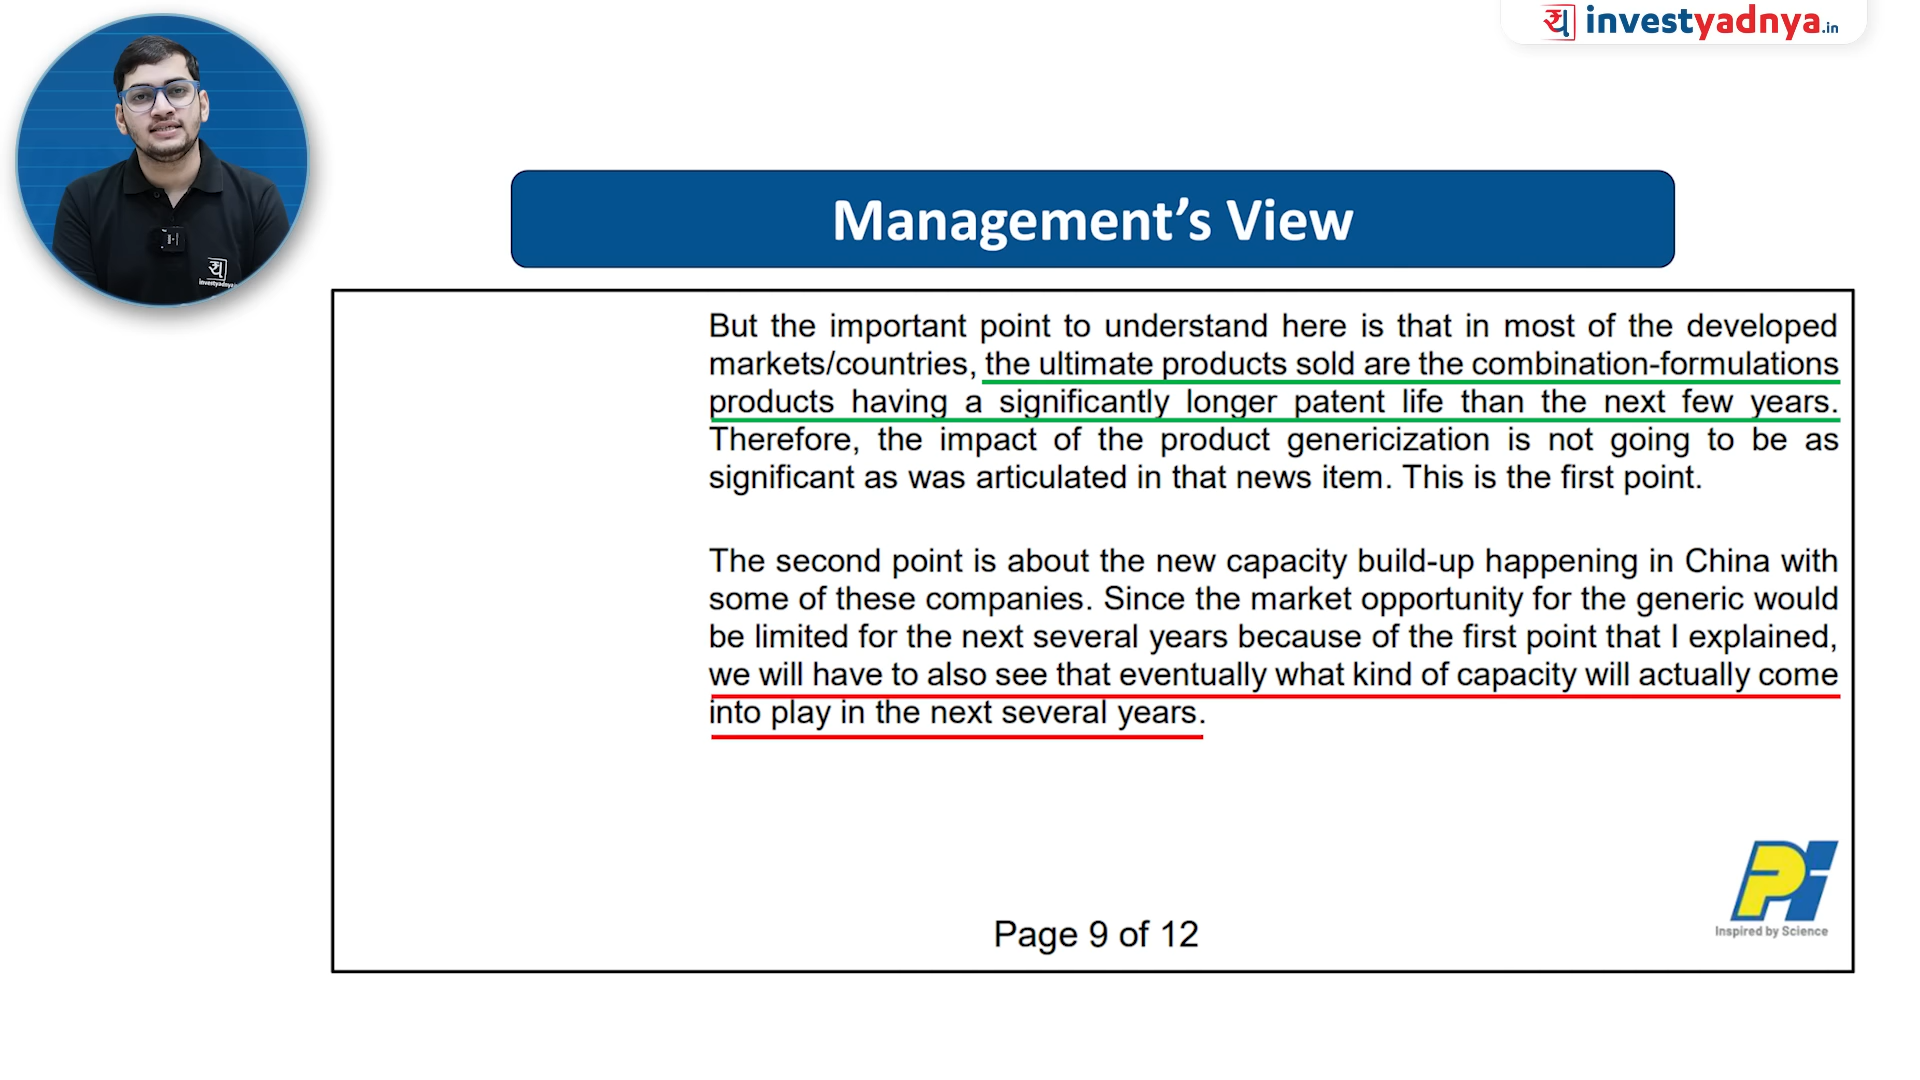 य investyadnya.in
Management’s View
But the important point to understand here is that in most of the developed
markets/countries, the ultimate products sold are the combination-formulations
products having a significantly longer patent life than the next few years.
Therefore, the impact of the product genericization is not going to be as
significant as was articulated in that news item. This is the first point.
The second point is about the new capacity build-up happening in China with
some of these companies. Since the market opportunity for the generic would
be limited for the next several years because of the first point that I explained,
we will have to also see that eventually what kind of capacity will actually come
into play in the next several years.
Pi
Inspired by Science
Page 9 of 12